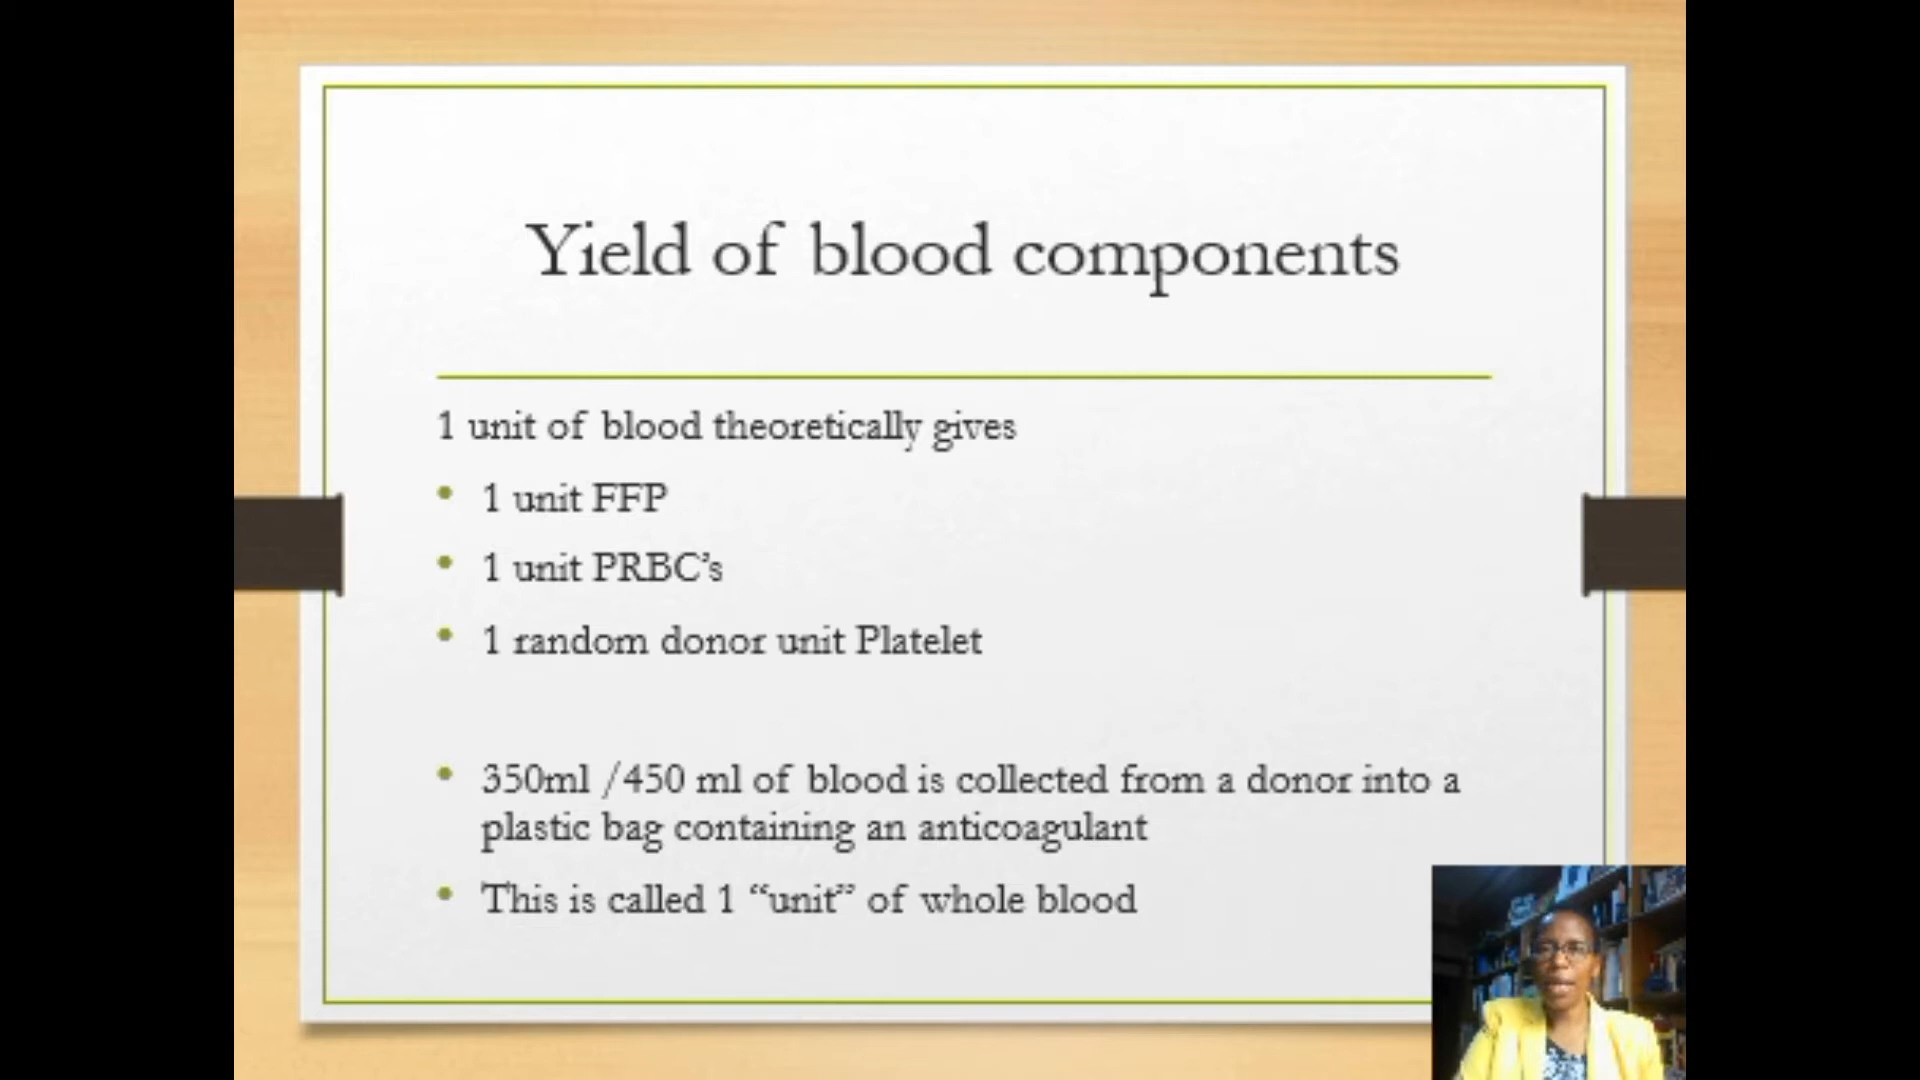 Yield of blood components
1 unit of blood theoretically gives
• 1 unit FFP
• 1 unit PRBC’s
• 1 random donor unit Platelet
• 350ml /450 ml of blood is collected from a donor into a
plastic bag containing an anticoagulant
• This is called 1 “unit” of whole blood